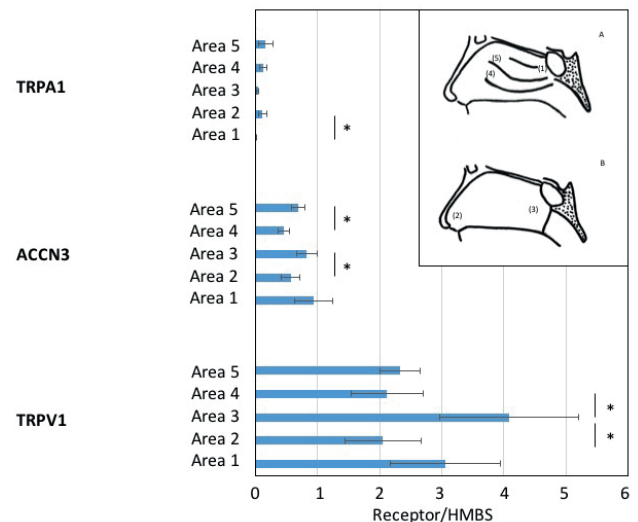 TRPA1
Area 5
Area 4
Area 3
Area 2
Area 1
*
ACCN3
Area 5
Area 4
Area 3
Area 2
Area 1
*
*
TRPV1
Area 5
Area 4
Area 3
Area 2
Area 1
*
*
0 1 2 3 4 5 6
Receptor/HMBS
A
(5)
(4)
(1)
B
(2)
(3)